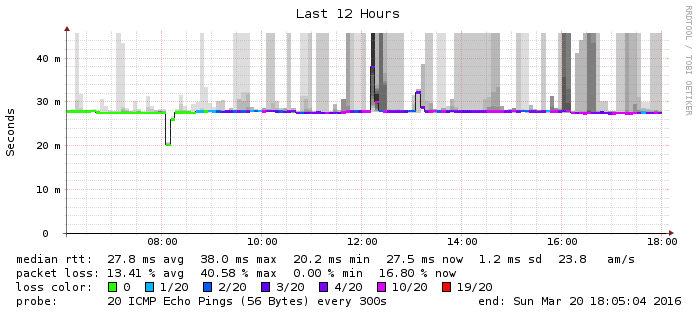 Last 12 Hours
RRDTOOL / TOBI OETIKER
Seconds
40 m
30 m
20 m
10 m
0
08:00 10:00 12:00 14:00 16:00 18:00
median rtt: 27.8 ms avg 38.0 ms max 20.2 ms min 27.5 ms now 1.2 ms sd 23.8 am/s
packet loss: 13.41 % avg 40.58 % max 0.00 % min 16.80 % now
loss color: 0 1/20 2/20 3/20 4/20 10/20 19/20
probe: 20 ICMP Echo Pings (56 Bytes) every 300s end: Sun Mar 20 18:05:04 2016